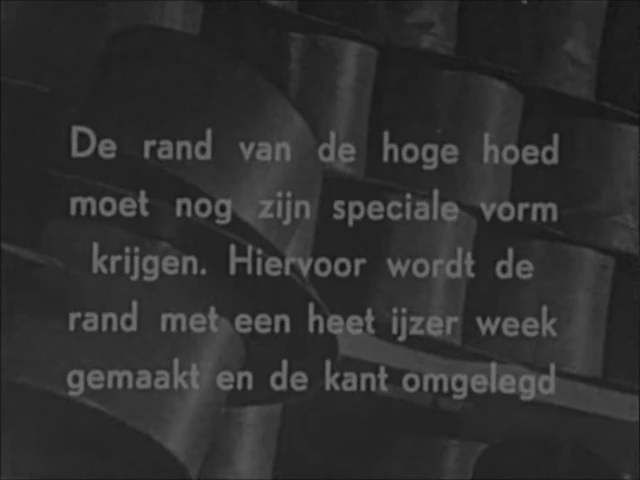 De rand van de hoge hoed
moet nog zijn speciale vorm
krijgen. Hiervoor wordt de
rand met een heet ijzer week
gemaakt en de kant omgelegd